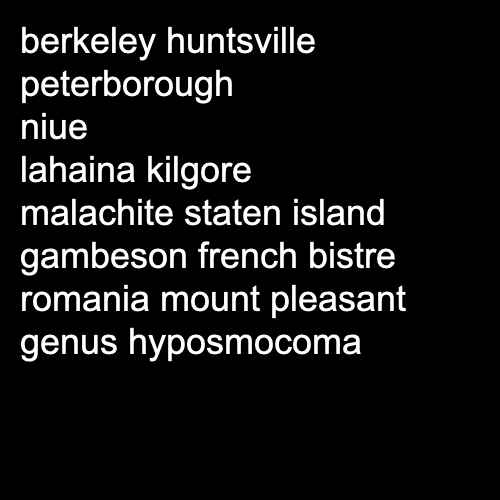 berkeley huntsville
peterborough
niue
lahaina kilgore
malachite staten island
gambeson french bistre
romania mount pleasant
genus hyposmocoma